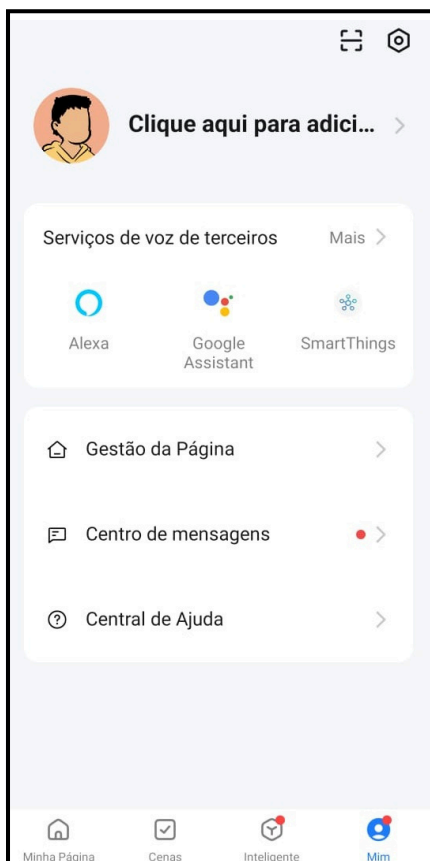 Clique aqui para adici...
Serviços de voz de terceiros Mais
Alexa Google Assistant SmartThings
Gestão da Página
Centro de mensagens
Central de Ajuda
Minha Página Cenas Inteligente Mim